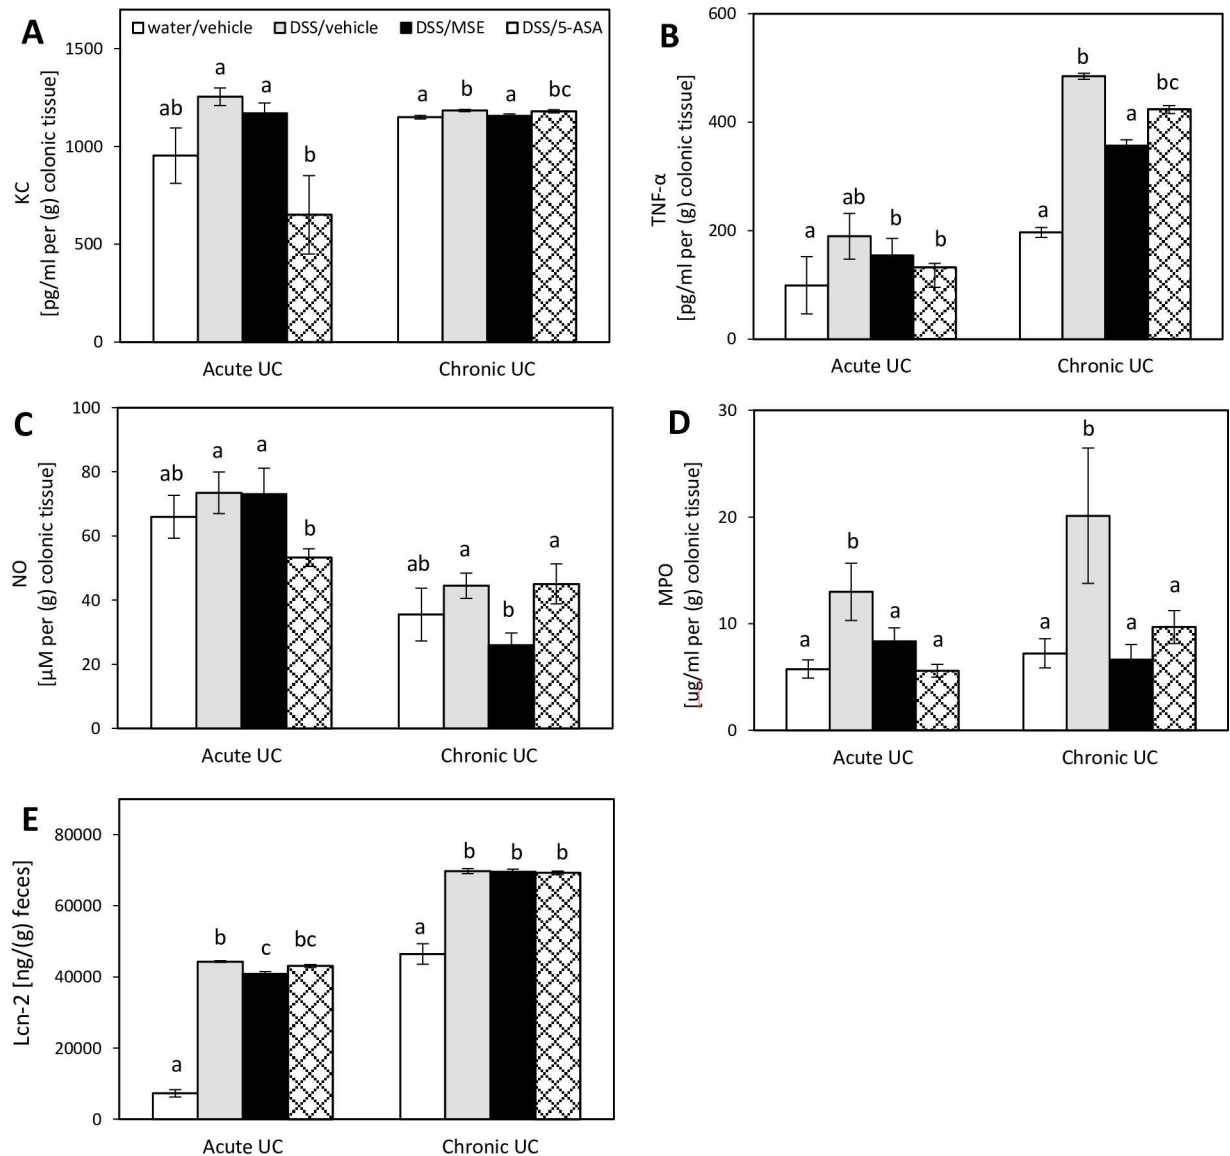 A
water/vehicle DSS/vehicle DSS/MSE DSS/5-ASA
KC
[pg/ml per (g) colonic tissue]
1500
1000
500
0
ab a a b
a b a bc
Acute UC Chronic UC
B
TNF-α
[pg/ml per (g) colonic tissue]
600
400
200
0
a ab b b
a b a bc
Acute UC Chronic UC
C
NO
[µM per (g) colonic tissue]
100
80
60
40
20
0
ab a a b
ab a b a
Acute UC Chronic UC
D
MPO
[ug/ml per (g) colonic tissue]
30
20
10
0
a b a a
a b a a
Acute UC Chronic UC
E
Lcn-2 [ng/(g) feces]
80000
60000
40000
20000
0
a b c bc
a b b b
Acute UC Chronic UC